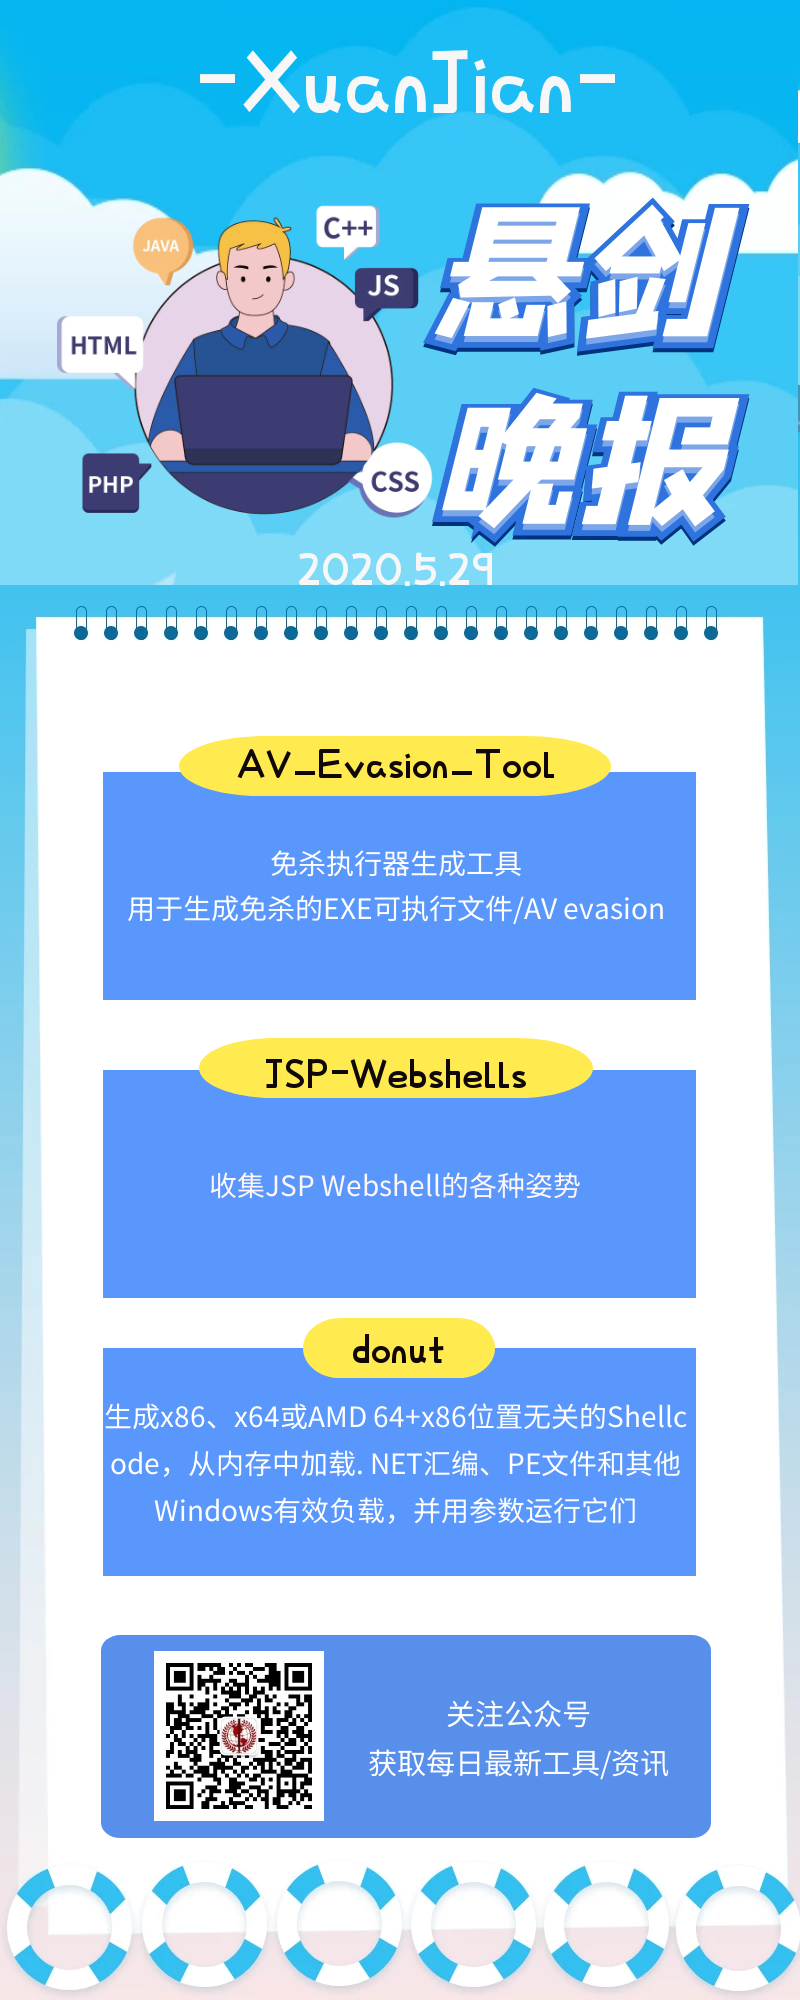 -XuanJian-
悬剑
晚报
JAVA
C++
JS
HTML
PHP
CSS
2020.5.29
AV_Evasion_Tool
免杀执行器生成工具
用于生成免杀的EXE可执行文件/AV evasion
JSP-Webshells
收集JSP Webshell的各种姿势
donut
生成x86、x64或AMD 64+x86位置无关的Shellc
ode，从内存中加载. NET汇编、PE文件和其他
Windows有效负载，并用参数运行它们
关注公众号
获取每日最新工具/资讯